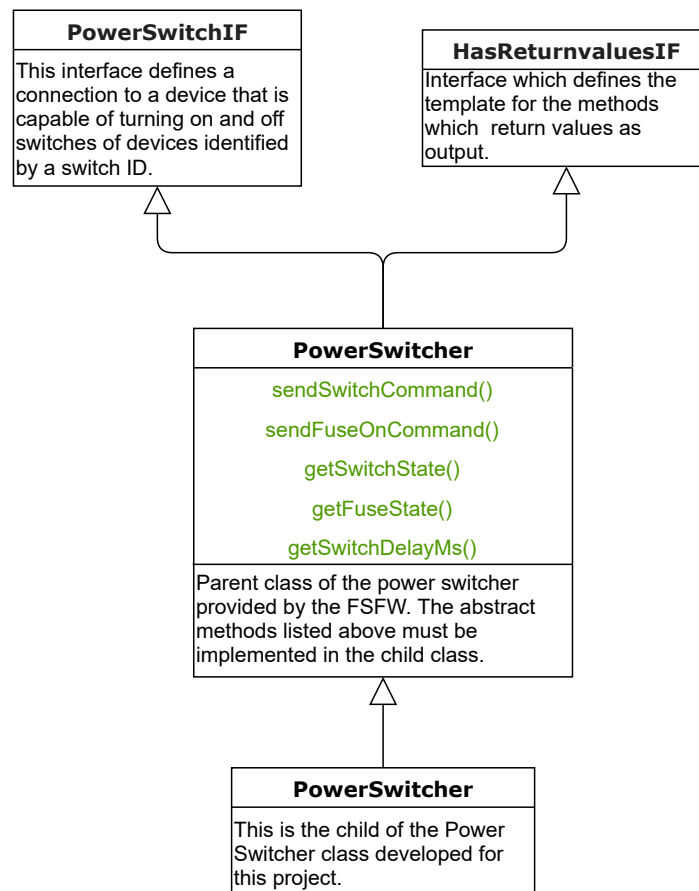 PowerSwitchIF
This interface defines a
connection to a device that is
capable of turning on and off
switches of devices identified
by a switch ID.
HasReturnvaluesIF
Interface which defines the
template for the methods
which  return values as
output.
PowerSwitcher
sendSwitchCommand()
sendFuseOnCommand()
getSwitchState()
getFuseState()
getSwitchDelayMs()
Parent class of the power switcher
provided by the FSFW. The abstract
methods listed above must be
implemented in the child class.
PowerSwitcher
This is the child of the Power
Switcher class developed for
this project.